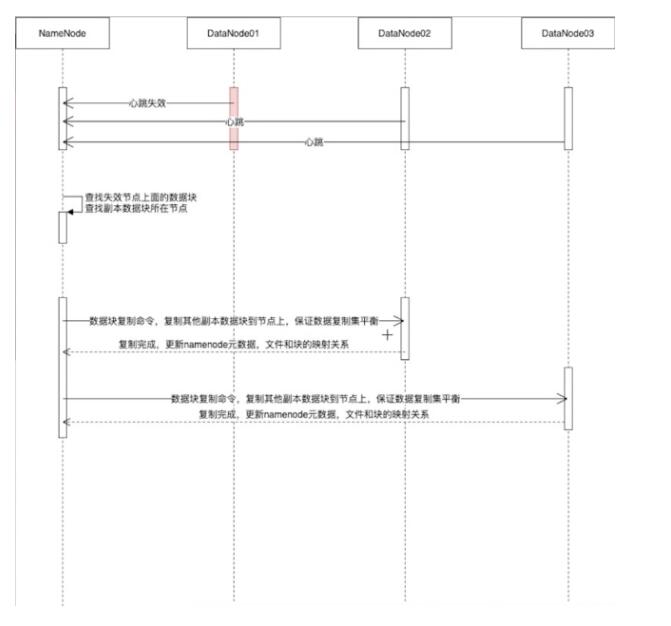 NameNode
DataNode01
DataNode02
DataNode03
心跳失效
心跳
心跳
查找失效节点上面的数据块
查找副本数据块所在节点
数据块复制命令，复制其他副本数据块到节点上，保证数据复制集平衡
复制完成，更新namenode元数据，文件和块的映射关系
数据块复制命令，复制其他副本数据块到节点上，保证数据复制集平衡
复制完成，更新namenode元数据，文件和块的映射关系